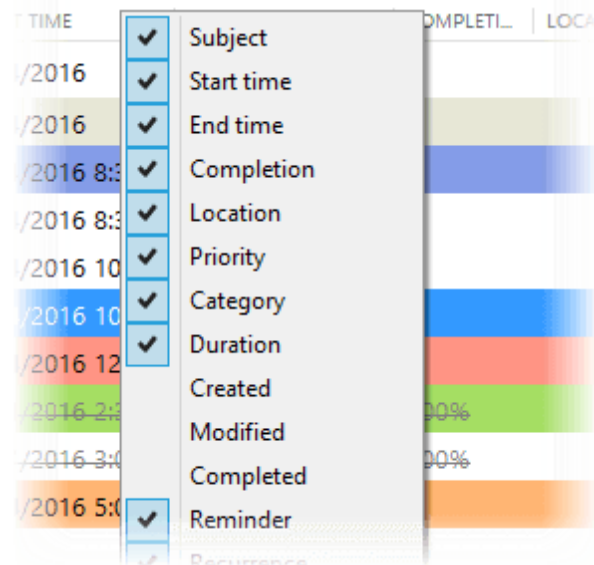 TIME OMPLETI... LOCA
Subject
/2016 Start time
/2016 End time
/2016 8:3 Completion
/2016 8:3 Location
/2016 10 Priority
/2016 10 Category
/2016 12 Duration
/2016 2:3 Created 00%
/2016 3:0 Modified 00%
Completed
/2016 5:0 Reminder
Recurrence